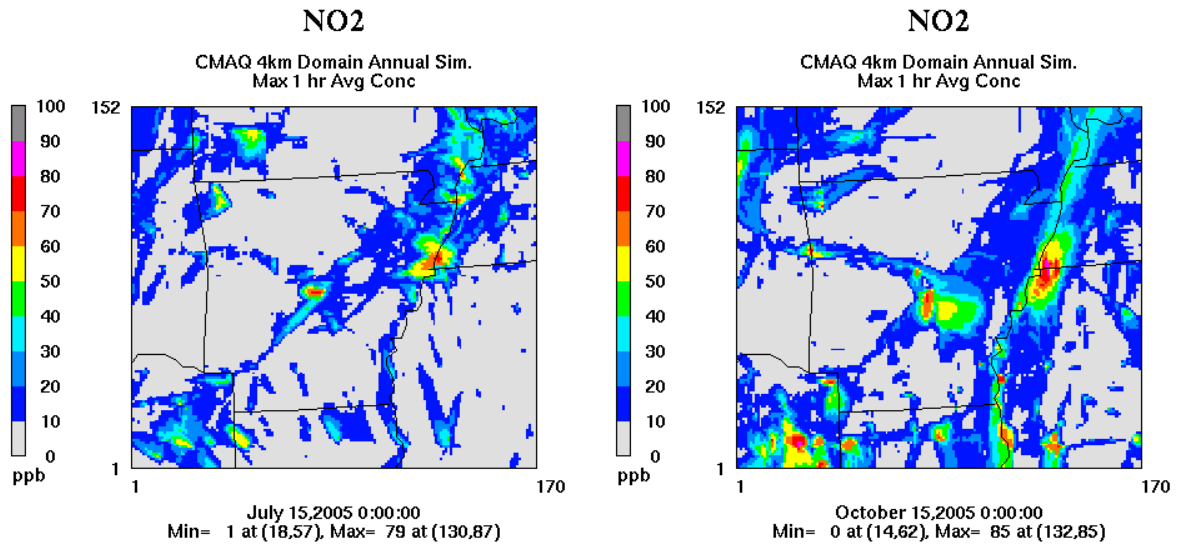 NO2
CMAQ 4km Domain Annual Sim.
Max 1 hr Avg Conc
100
90
80
70
60
50
40
30
20
10
0
ppb
152
1
1
170
July 15,2005 0:00:00
Min= 1 at (18,57), Max= 79 at (130,87)
NO2
CMAQ 4km Domain Annual Sim.
Max 1 hr Avg Conc
100
90
80
70
60
50
40
30
20
10
0
ppb
152
1
1
170
October 15,2005 0:00:00
Min= 0 at (14,62), Max= 85 at (132,85)